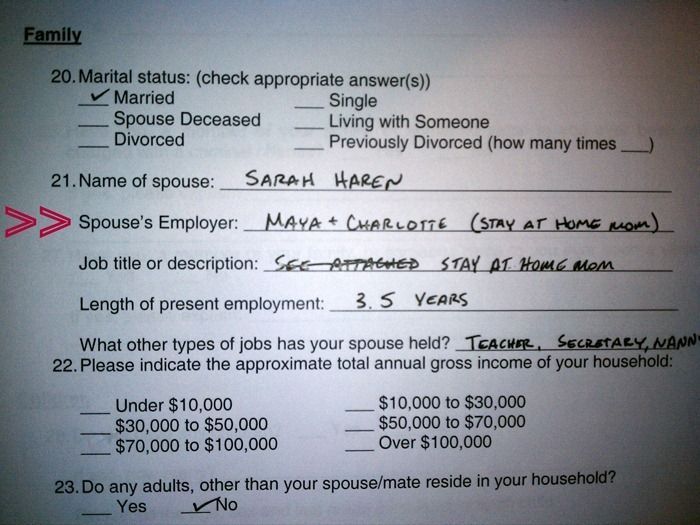 Family
20. Marital status: (check appropriate answer(s))
✓ Married ___ Single
___ Spouse Deceased ___ Living with Someone
___ Divorced ___ Previously Divorced (how many times ___)
21. Name of spouse: SARAH HAREN
>> Spouse's Employer: MAYA + CHARLOTTE (STAY AT HOME MOM)
Job title or description: SEE ATTACHED STAY AT HOME MOM
Length of present employment: 3.5 YEARS
What other types of jobs has your spouse held? TEACHER, SECRETARY, NANNY
22. Please indicate the approximate total annual gross income of your household:
___ Under $10,000 ___ $10,000 to $30,000
___ $30,000 to $50,000 ___ $50,000 to $70,000
___ $70,000 to $100,000 ___ Over $100,000
23. Do any adults, other than your spouse/mate reside in your household?
___ Yes ✓ No